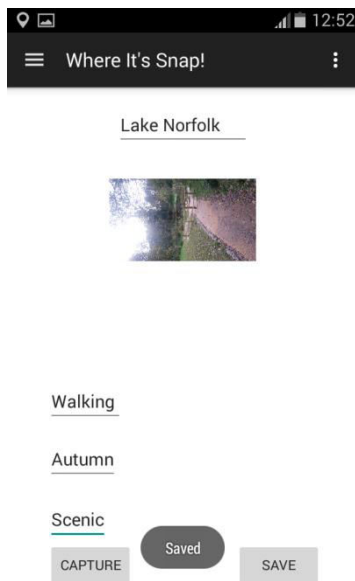 12:52
Where It's Snap!
Lake Norfolk
Walking
Autumn
Scenic
Saved
CAPTURE
SAVE